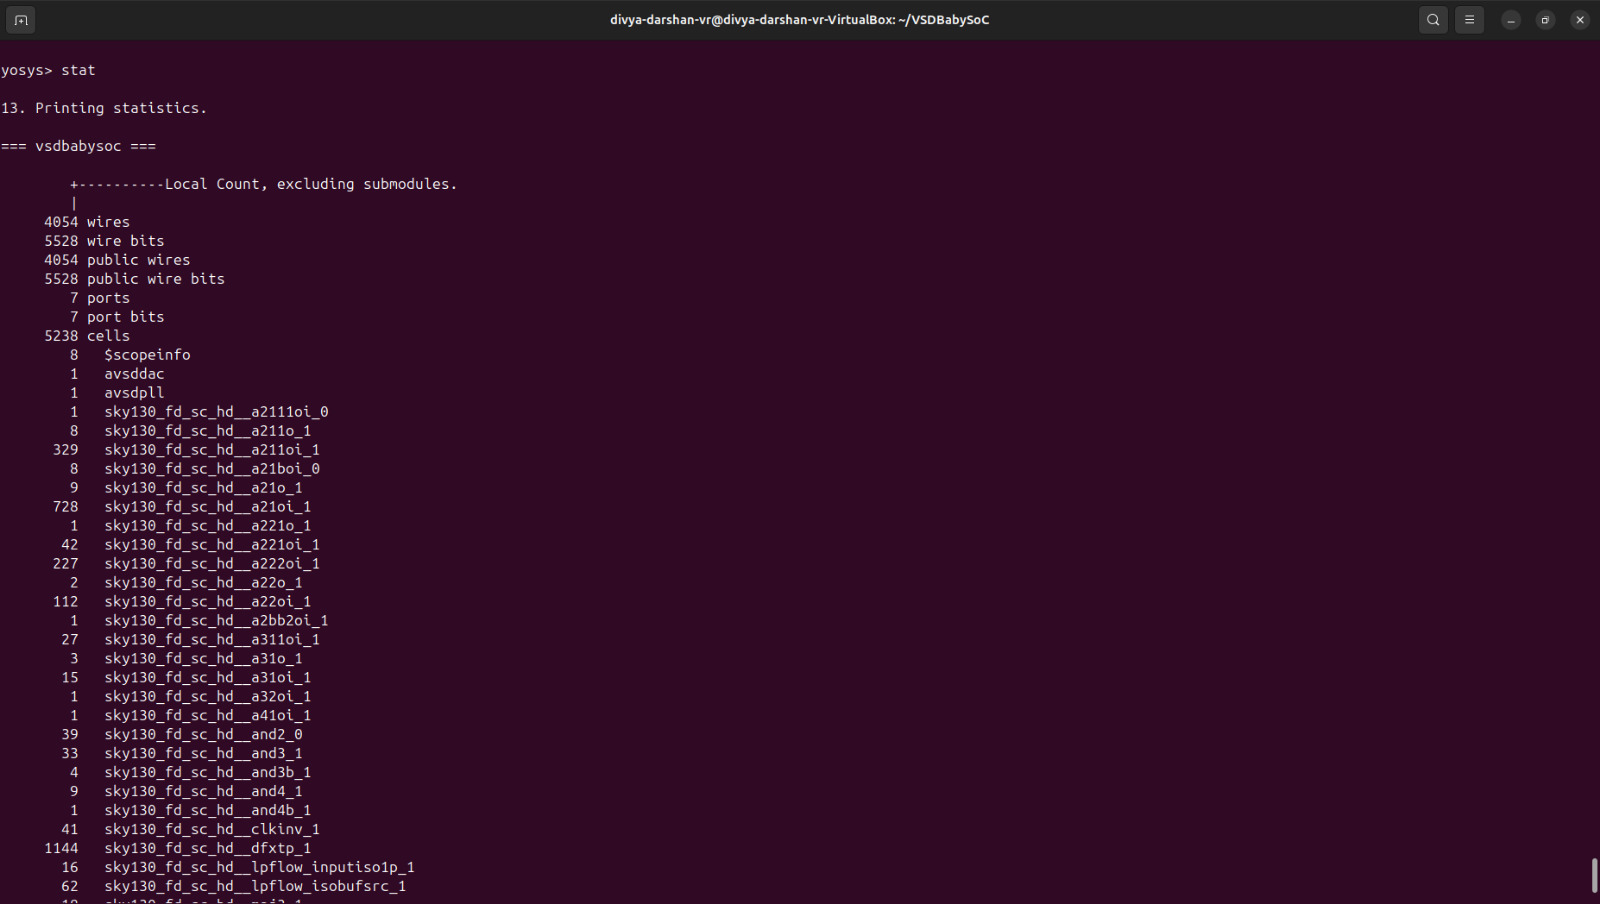 divya-darshan-vr@divya-darshan-vr-VirtualBox: ~/VSDBabySoC
yosys> stat
13. Printing statistics.
=== vsdbabysoc ===
+----------Local Count, excluding submodules.
|
4054 wires
5528 wire bits
4054 public wires
5528 public wire bits
7 ports
7 port bits
5238 cells
8 $scopeinfo
1 avsddac
1 avsdpll
1 sky130_fd_sc_hd__a2111oi_0
8 sky130_fd_sc_hd__a211o_1
329 sky130_fd_sc_hd__a211oi_1
8 sky130_fd_sc_hd__a21boi_0
9 sky130_fd_sc_hd__a21o_1
728 sky130_fd_sc_hd__a21oi_1
1 sky130_fd_sc_hd__a221o_1
42 sky130_fd_sc_hd__a221oi_1
227 sky130_fd_sc_hd__a222oi_1
2 sky130_fd_sc_hd__a22o_1
112 sky130_fd_sc_hd__a22oi_1
1 sky130_fd_sc_hd__a2bb2oi_1
27 sky130_fd_sc_hd__a311oi_1
3 sky130_fd_sc_hd__a31o_1
15 sky130_fd_sc_hd__a31oi_1
1 sky130_fd_sc_hd__a32oi_1
1 sky130_fd_sc_hd__a41oi_1
39 sky130_fd_sc_hd__and2_0
33 sky130_fd_sc_hd__and3_1
4 sky130_fd_sc_hd__and3b_1
9 sky130_fd_sc_hd__and4_1
1 sky130_fd_sc_hd__and4b_1
41 sky130_fd_sc_hd__clkinv_1
1144 sky130_fd_sc_hd__dfxtp_1
16 sky130_fd_sc_hd__lpflow_inputiso1p_1
62 sky130_fd_sc_hd__lpflow_isobufsrc_1